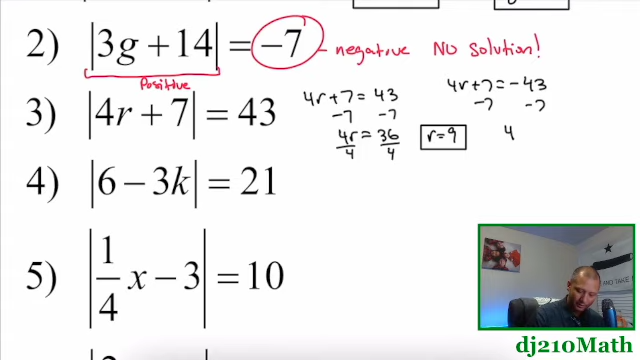 2) |3g + 14| = −7 - negative NO Solution!
Positive
3) |4r + 7| = 43
4r+7 = 43
-7 -7
4r = 36
4 4
r = 9
4r+7 = -43
-7 -7
4
4) |6 − 3k| = 21
5) |1/4 x − 3| = 10
dj210Math